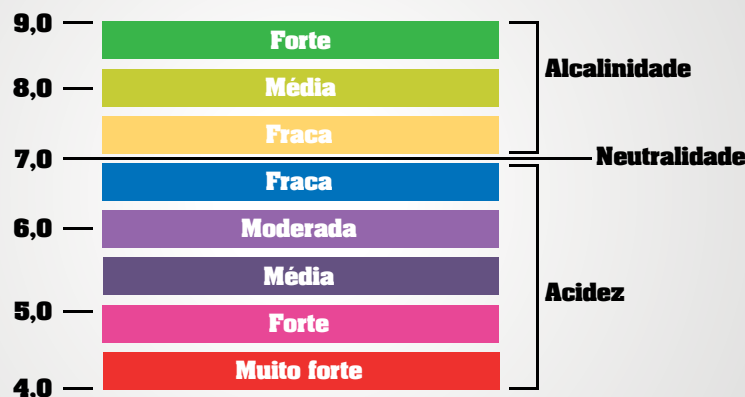 9,0
Forte
Alcalinidade
8,0
Média
Fraca
7,0
Neutralidade
Fraca
6,0
Moderada
Média
Acidez
5,0
Forte
Muito forte
4,0